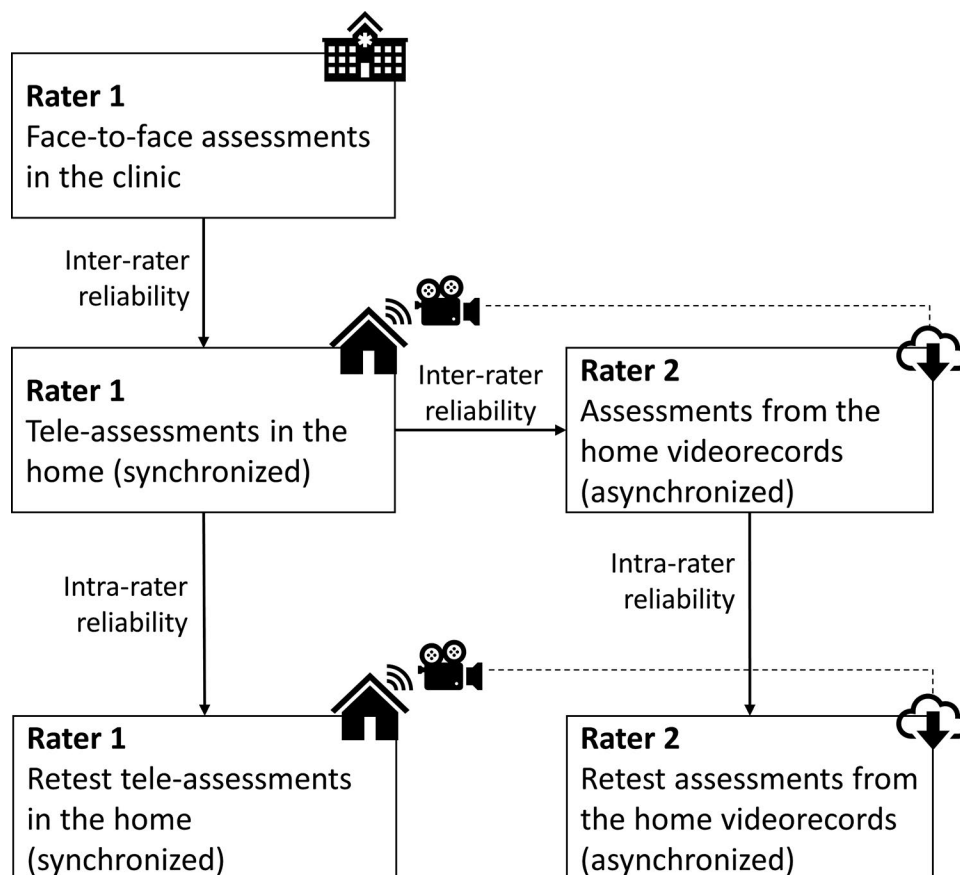 Rater 1
Face-to-face assessments
in the clinic
Inter-rater
reliability
Rater 1
Tele-assessments in the
home (synchronized)
Inter-rater
reliability
Rater 2
Assessments from the
home videorecords
(asynchronized)
Intra-rater
reliability
Intra-rater
reliability
Rater 1
Retest tele-assessments
in the home
(synchronized)
Rater 2
Retest assessments from
the home videorecords
(asynchronized)